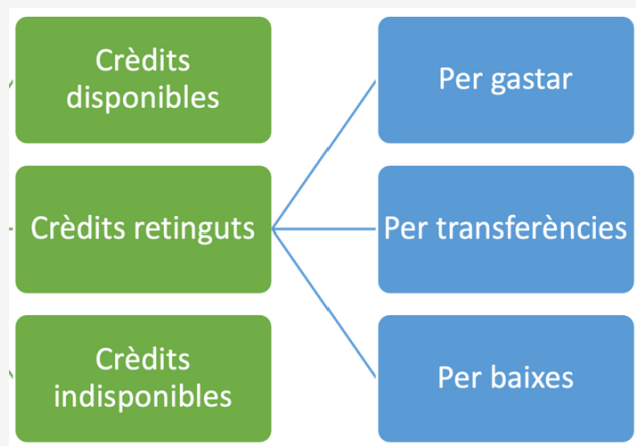 Crèdits
disponibles
Per gastar
Crèdits retinguts
Per transferències
Crèdits
indisponibles
Per baixes